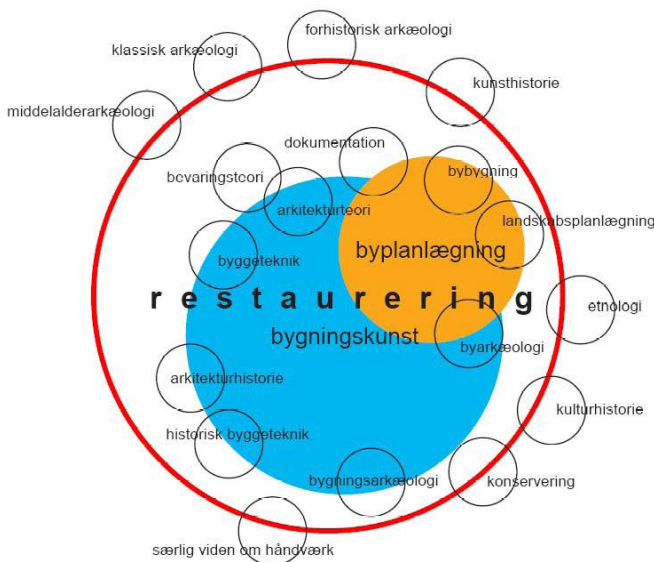 forhistorisk arkæologi
klassisk arkæologi
kunsthistorie
middelalderarkæologi
dokumentation
bevaringsteori
bybygning
arkitekturteori
landskabsplanlægning
byplanlægning
byggeteknik
restaurering
etnologi
bygningskunst
byarkæologi
arkitekturhistorie
kulturhistorie
historisk byggeteknik
bygningsarkæologi
konservering
særlig viden om håndværk